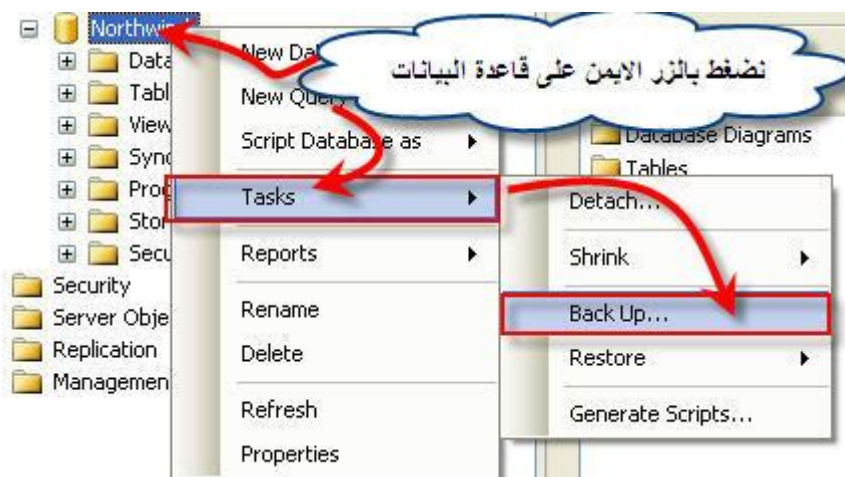 Northwi
Data
Tabl
View
Syno
Prog
Stor
Secu
Security
Server Obje
Replication
Managemen
New Da
New Query
Script Database as
Tasks
Reports
Rename
Delete
Refresh
Properties
نضغط بالزر الايمن على قاعدة البيانات
Database Diagrams
Tables
Detach...
Shrink
Back Up...
Restore
Generate Scripts...